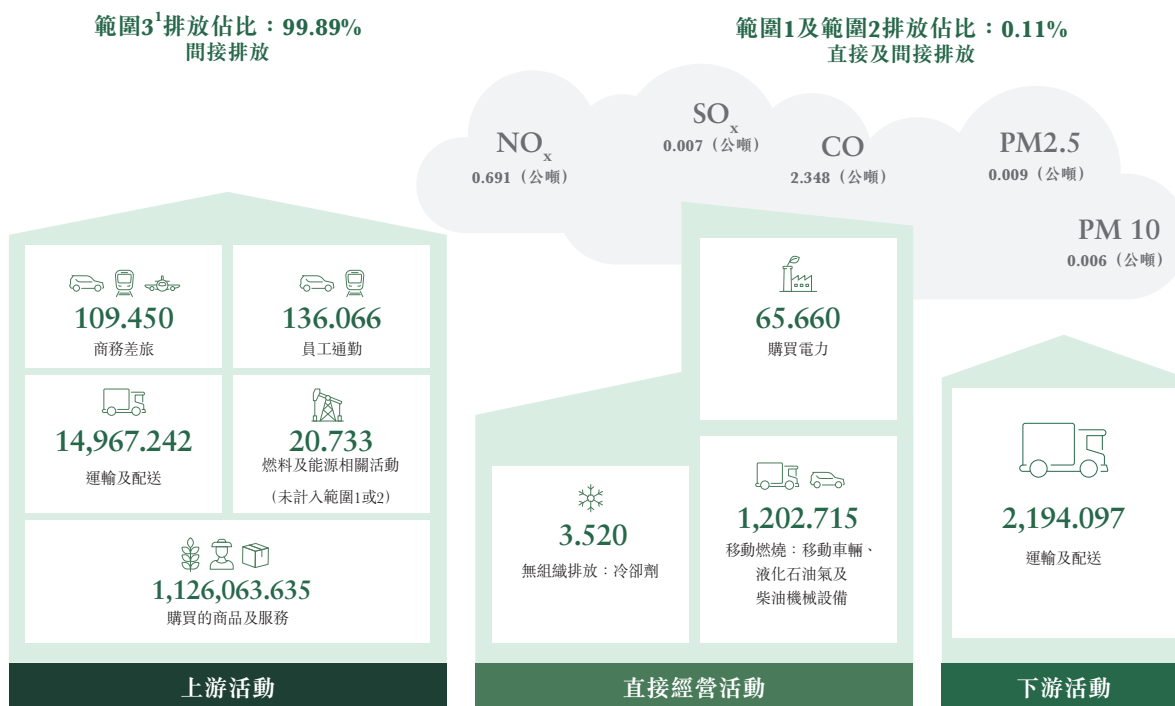 範圍3¹排放佔比：99.89%
間接排放
範圍1及範圍2排放佔比：0.11%
直接及間接排放
NOx
0.691（公噸）
SOx
0.007（公噸）
CO
2.348（公噸）
PM2.5
0.009（公噸）
PM 10
0.006（公噸）
109.450
商務差旅
136.066
員工通勤
14,967.242
運輸及配送
20.733
燃料及能源相關活動
（未計入範圍1或2）
1,126,063.635
購買的商品及服務
上游活動
65.660
購買電力
3.520
無組織排放：冷卻劑
1,202.715
移動燃燒：移動車輛、
液化石油氣及
柴油機械設備
直接經營活動
2,194.097
運輸及配送
下游活動